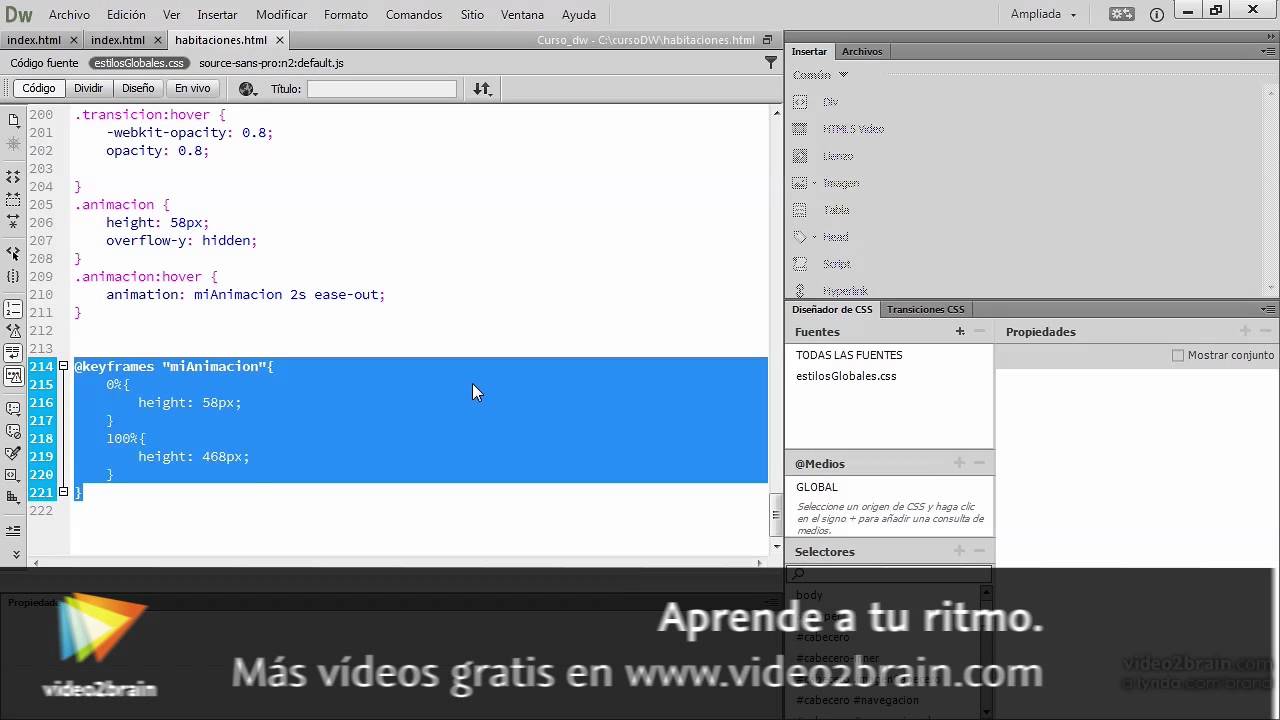 Dw Archivo Edición Ver Insertar Modificar Formato Comandos Sitio Ventana Ayuda Ampliada
index.html index.html habitaciones.html Curso_dw - C:\cursoDW\habitaciones.html
Código fuente estilosGlobales.css source-sans-pro:n2:default.js
Código Dividir Diseño En vivo Título:
200 .transicion:hover {
201 -webkit-opacity: 0.8;
202 opacity: 0.8;
203
204 }
205 .animacion {
206 height: 58px;
207 overflow-y: hidden;
208 }
209 .animacion:hover {
210 animation: miAnimacion 2s ease-out;
211 }
212
213
214 @keyframes "miAnimacion"{
215 0%{
216 height: 58px;
217 }
218 100%{
219 height: 468px;
220 }
221 }
222
Insertar Archivos
Común
Div
Imagen
Tabla
Head
Script
Hyperlink
Diseñador de CSS Transiciones CSS
Fuentes
Propiedades
TODAS LAS FUENTES
Mostrar conjunto
estilosGlobales.css
@Medios
GLOBAL
Seleccione un origen de CSS y haga clic
en el signo + para añadir una consulta de
medios.
Selectores
body
#cabecero
#cabecero #navegacion
Aprende a tu ritmo.
Más vídeos gratis en www.video2brain.com
video2brain
video2brain.com
a lynda.com brand